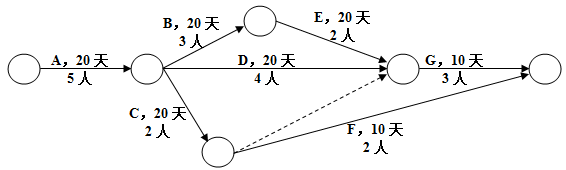 A，20 天
5 人
B，20 天
3 人
E，20 天
2 人
D，20 天
4 人
G，10 天
3 人
C，20 天
2 人
F，10 天
2 人